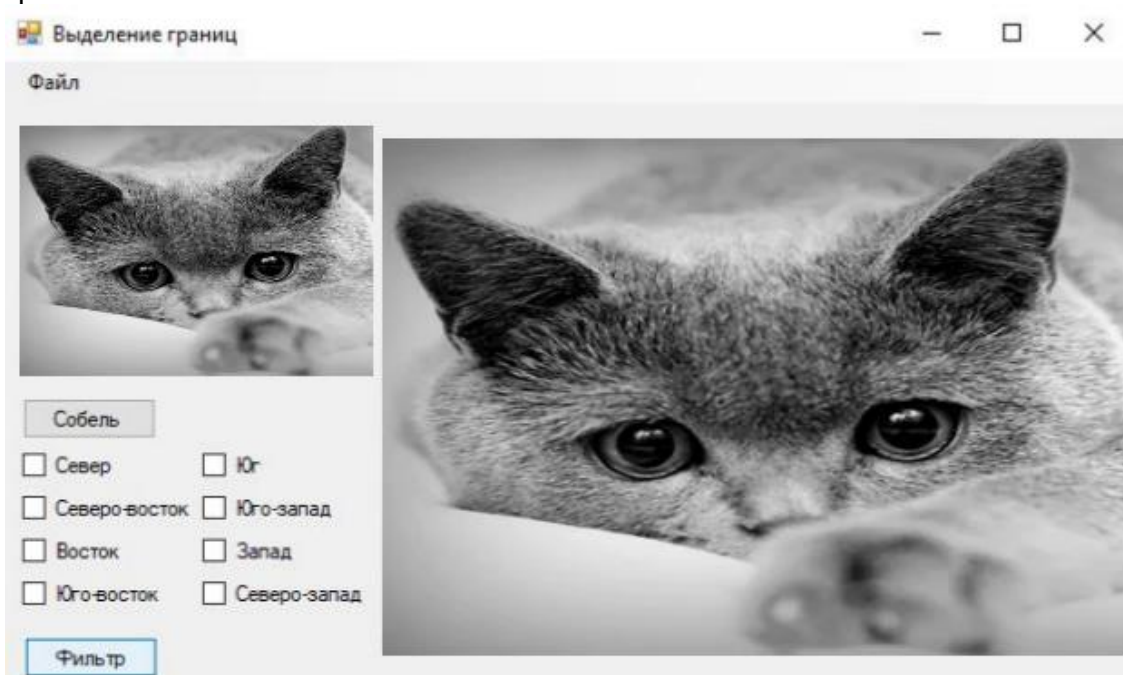 Выделение границ
Файл
Собель
Север
Юг
Северо-восток
Юго-запад
Восток
Запад
Юго-восток
Северо-запад
Фильтр